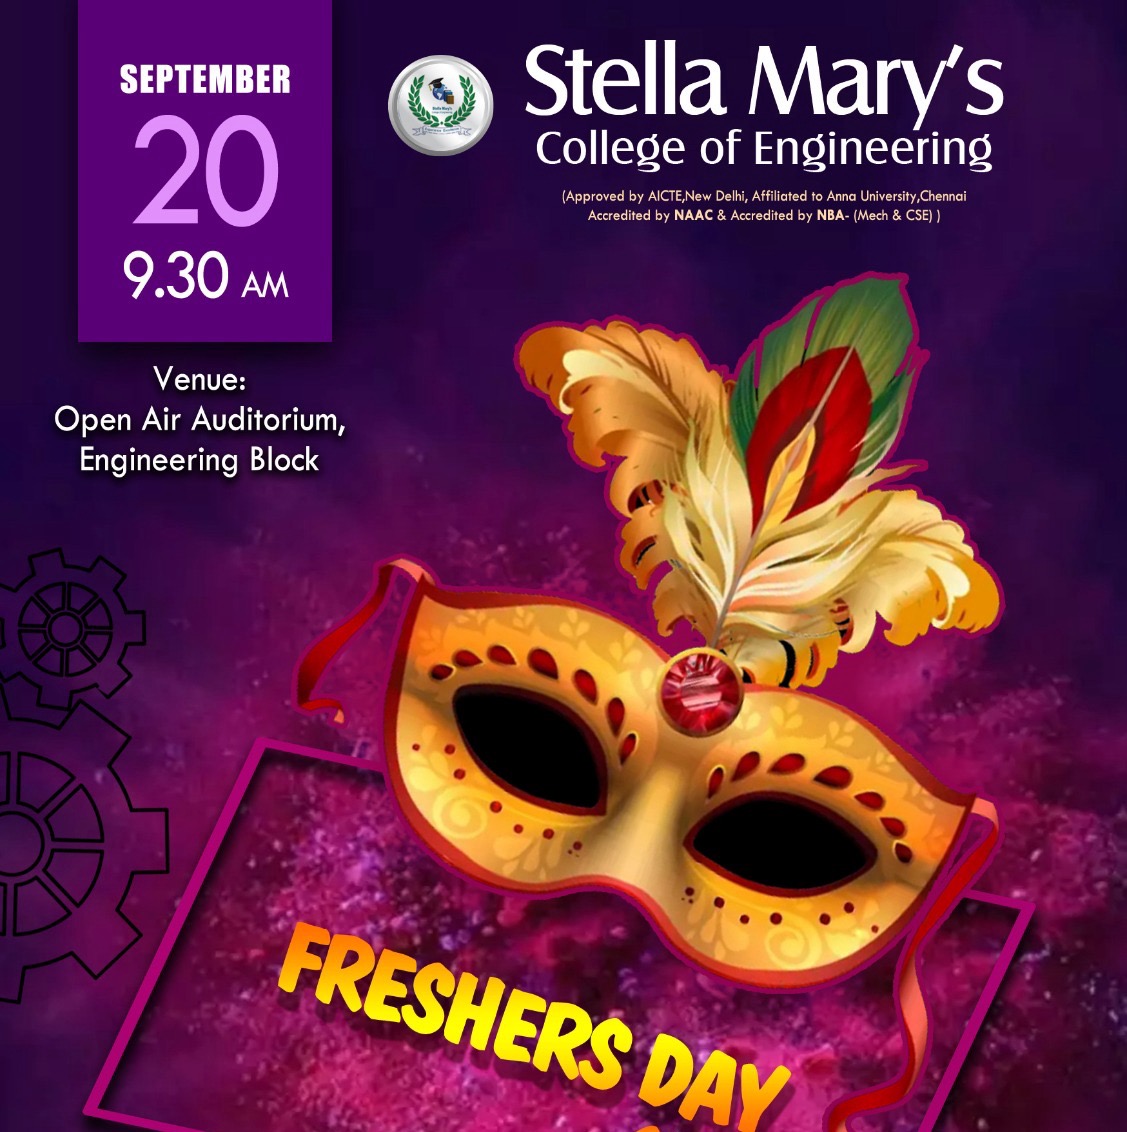 SEPTEMBER
20
9.30 AM
Venue:
Open Air Auditorium,
Engineering Block
Stella Mary's
College of Engineering
(Approved by AICTE,New Delhi, Affiliated to Anna University,Chennai
Accredited by NAAC & Accredited by NBA- (Mech & CSE) )
FRESHERS DAY